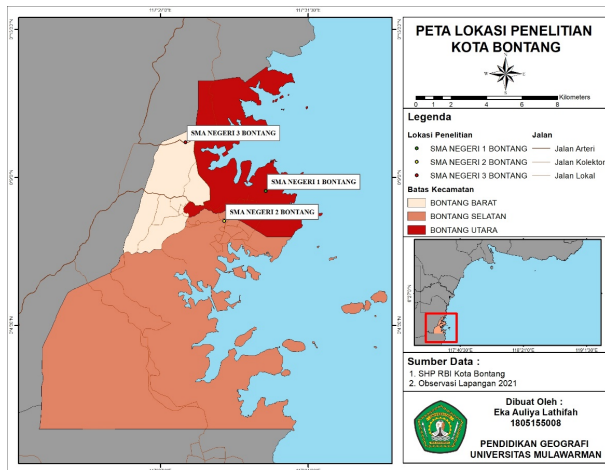 PETA LOKASI PENELITIAN
KOTA BONTANG
Kilometers
0 1 2 4 6 8
Legenda
Lokasi Penelitian
SMA NEGERI 1 BONTANG
SMA NEGERI 2 BONTANG
SMA NEGERI 3 BONTANG
Jalan
Jalan Arteri
Jalan Kolektor
Jalan Lokal
Batas Kecamatan
BONTANG BARAT
BONTANG SELATAN
BONTANG UTARA
SMA NEGERI 3 BONTANG
SMA NEGERI 1 BONTANG
SMA NEGERI 2 BONTANG
Sumber Data :
1. SHP RBI Kota Bontang
2. Observasi Lapangan 2021
Dibuat Oleh :
Eka Auliya Lathifah
1805155008
PENDIDIKAN GEOGRAFI
UNIVERSITAS MULAWARMAN